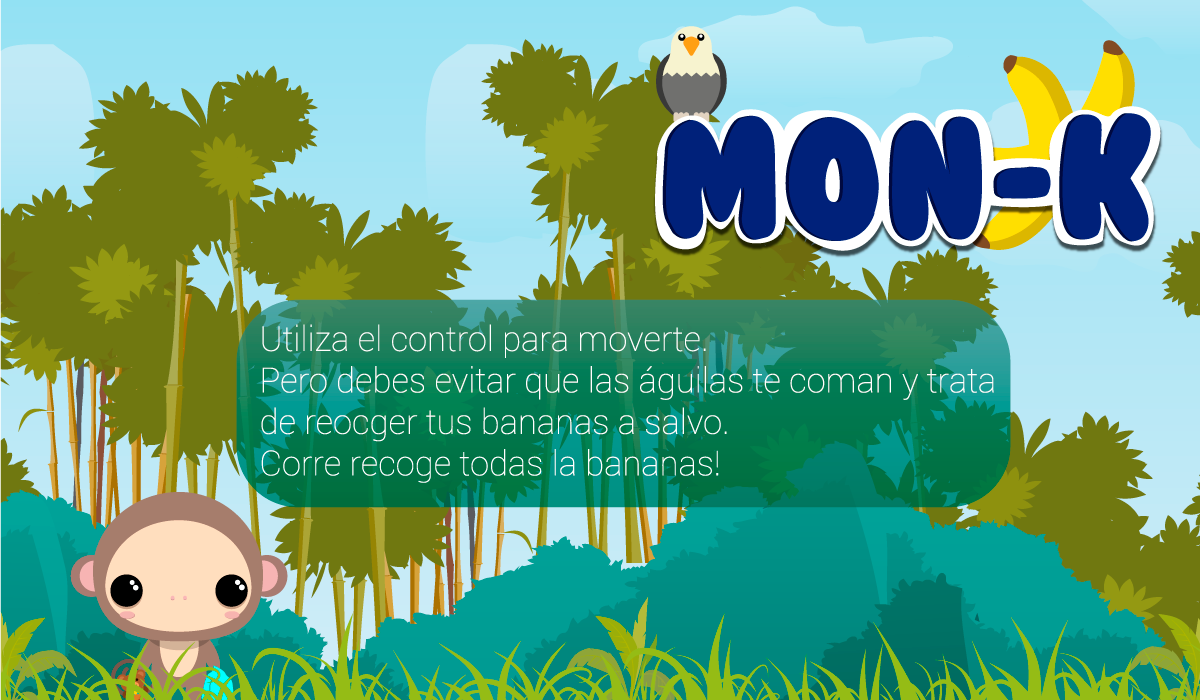 MON-K
Utiliza el control para moverte.
Pero debes evitar que las águilas te coman y trata
de reocger tus bananas a salvo.
Corre recoge todas la bananas!